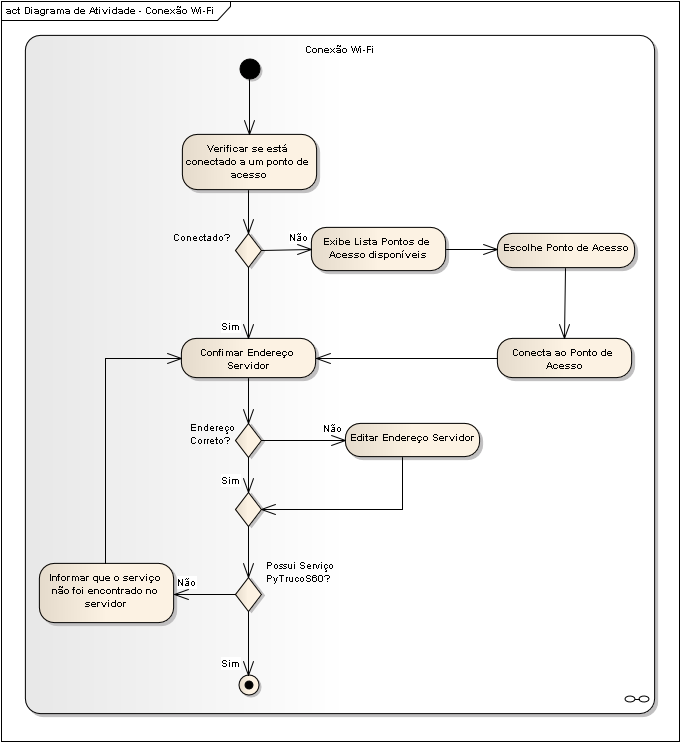 act Diagrama de Atividade - Conexão Wi-Fi
Conexão Wi-Fi
Verificar se está
conectado a um ponto de
acesso
Conectado?
Não
Exibe Lista Pontos de
Acesso disponíveis
Escolhe Ponto de Acesso
Sim
Confimar Endereço
Servidor
Conecta ao Ponto de
Acesso
Endereço
Correto?
Não
Editar Endereço Servidor
Sim
Possui Serviço
PyTrucoS60?
Não
Informar que o serviço
não foi encontrado no
servidor
Sim